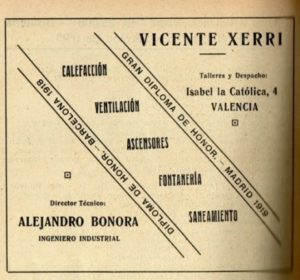 VICENTE XERRI
Talleres y Despacho:
Isabel la Católica, 4
VALENCIA
GRAN DIPLOMA DE HONOR. - MADRID 1919
CALEFACCIÓN
VENTILACIÓN
ASCENSORES
FONTANERÍA
SANEAMIENTO
DIPLOMA DE HONOR - BARCELONA 1918
Director Técnico:
ALEJANDRO BONORA
INGENIERO INDUSTRIAL